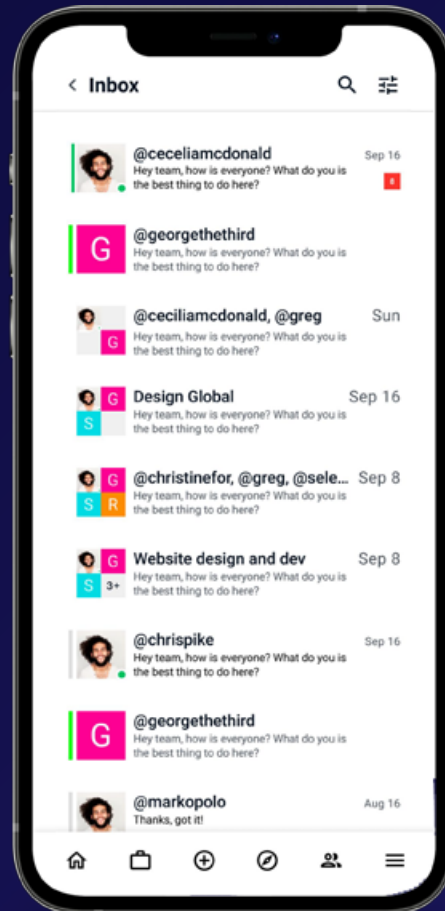 Inbox
@ceceliamcdonald
Sep 16
Hey team, how is everyone? What do you is
the best thing to do here?
G
@georgethethird
Hey team, how is everyone? What do you is
the best thing to do here?
@ceciliamcdonald, @greg
Sun
G
Hey team, how is everyone? What do you is
the best thing to do here?
G
Design Global
Sep 16
S
Hey team, how is everyone? What do you is
the best thing to do here?
G
@christinefor, @greg, @sele...
Sep 8
S R
Hey team, how is everyone? What do you is
the best thing to do here?
G
Website design and dev
Sep 8
S 3+
Hey team, how is everyone? What do you is
the best thing to do here?
@chrispike
Sep 16
Hey team, how is everyone? What do you is
the best thing to do here?
G
@georgethethird
Hey team, how is everyone? What do you is
the best thing to do here?
@markopolo
Aug 16
Thanks, got it!